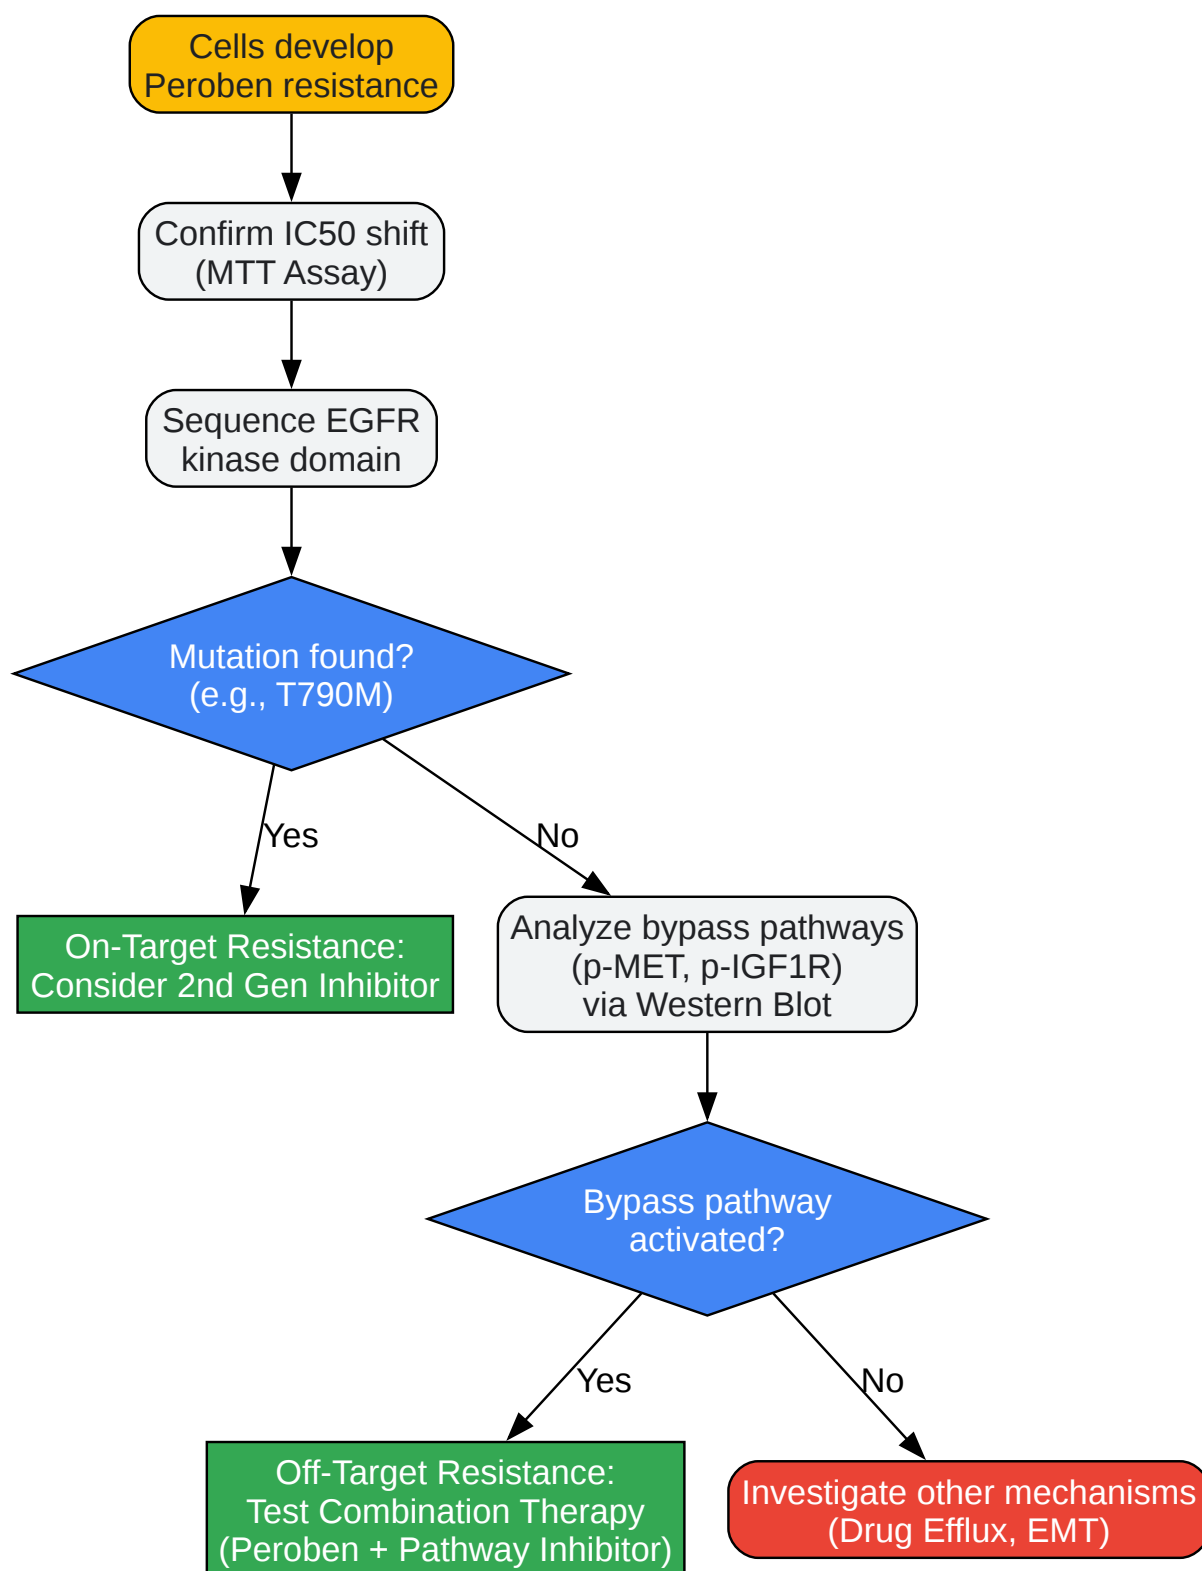 Cells develop
Peroben resistance
Confirm IC50 shift
(MTT Assay)
Sequence EGFR
kinase domain
Mutation found?
(e.g., T790M)
Yes
No
On-Target Resistance:
Consider 2nd Gen Inhibitor
Analyze bypass pathways
(p-MET, p-IGF1R)
via Western Blot
Bypass pathway
activated?
Yes
No
Off-Target Resistance:
Test Combination Therapy
(Peroben + Pathway Inhibitor)
Investigate other mechanisms
(Drug Efflux, EMT)